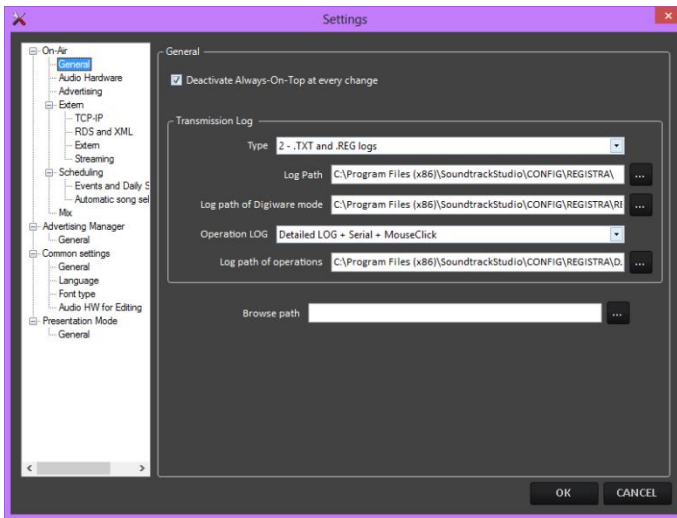 Settings
On-Air
General
Audio Hardware
Advertising
Extern
TCP-IP
RDS and XML
Extern
Streaming
Scheduling
Events and Daily S
Automatic song sel
Mix
Advertising Manager
General
Common settings
General
Language
Font type
Audio HW for Editing
Presentation Mode
General
General
Deactivate Always-On-Top at every change
Transmission Log
Type 2 - .TXT and .REG logs
Log Path C:\Program Files (x86)\SoundtrackStudio\CONFIG\REGISTRA\ ...
Log path of Digiware mode C:\Program Files (x86)\SoundtrackStudio\CONFIG\REGISTRA\RE ...
Operation LOG Detailed LOG + Serial + MouseClick
Log path of operations C:\Program Files (x86)\SoundtrackStudio\CONFIG\REGISTRA\D. ...
Browse path ...
OK CANCEL